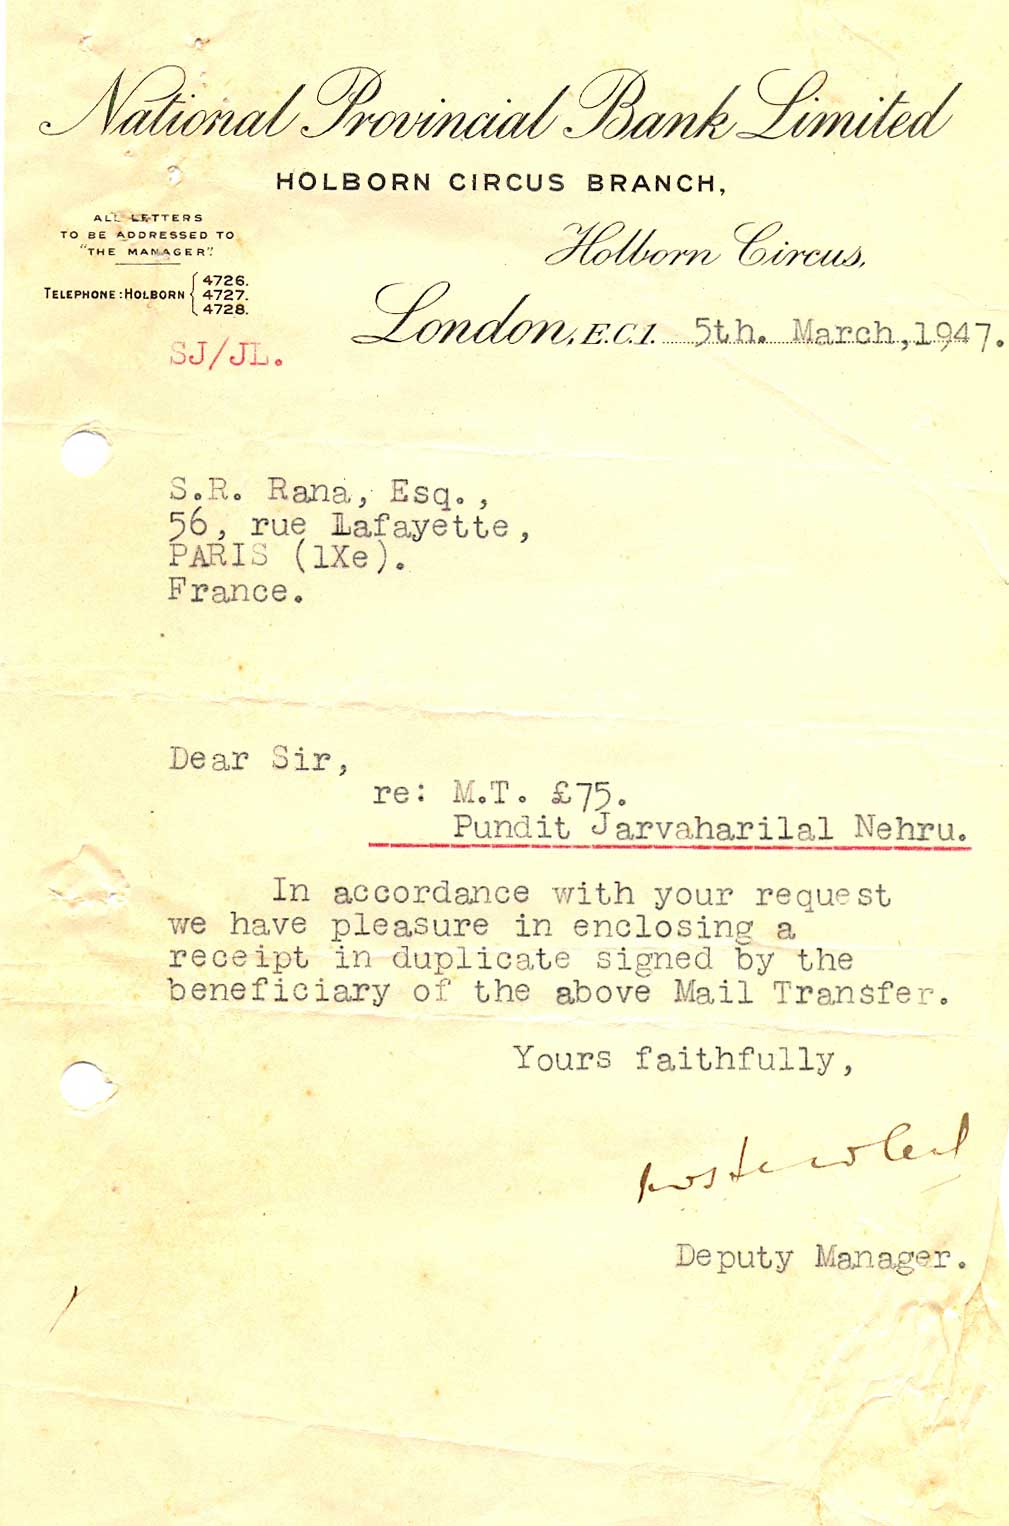 National Provincial Bank Limited
HOLBORN CIRCUS BRANCH,
ALL LETTERS
TO BE ADDRESSED TO
"THE MANAGER".
TELEPHONE: HOLBORN { 4726.
4727.
4728.
Holborn Circus,
London, E.C.1. 5th. March, 1947.
SJ/JL.
S.R. Rana, Esq.,
56, rue Lafayette,
PARIS (lXe).
France.
Dear Sir,
re: M.T. £75.
Pundit Jarvaharilal Nehru.
In accordance with your request
we have pleasure in enclosing a
receipt in duplicate signed by the
beneficiary of the above Mail Transfer.
Yours faithfully,
Deputy Manager.